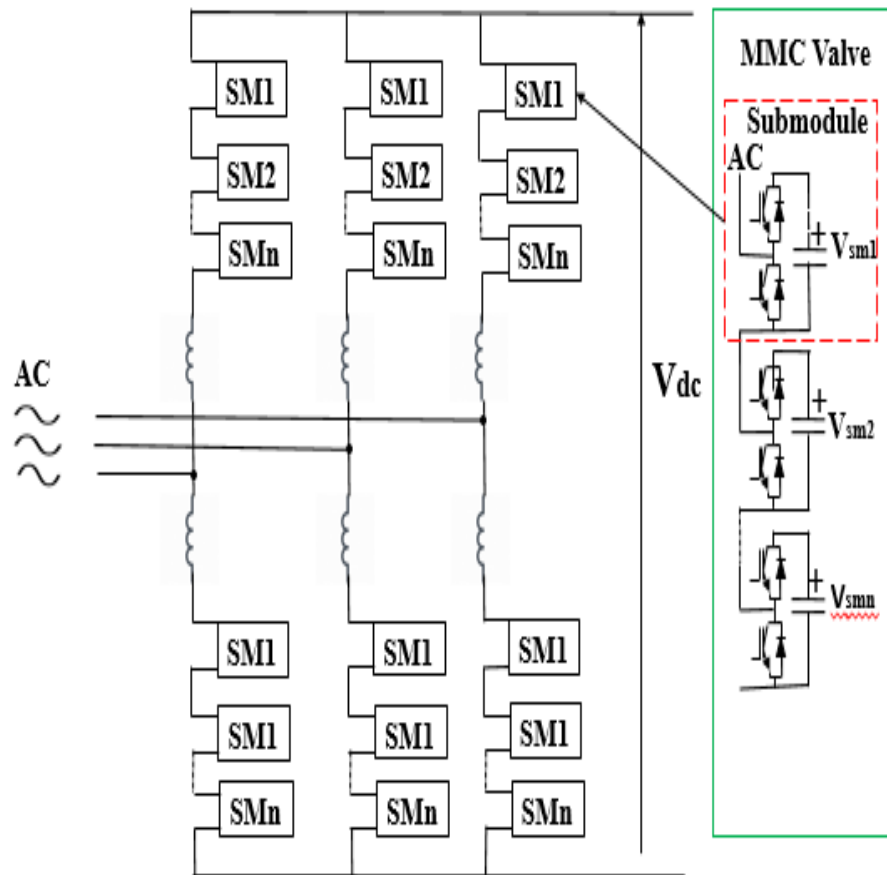 SM1
SM1
SM1
SM2
SM2
SM2
SMn
SMn
SMn
AC
Vdc
SM1
SM1
SM1
SM1
SM1
SM1
SMn
SMn
SMn
MMC Valve
Submodule
AC
+
Vsm1
+
Vsm2
+
Vsmn